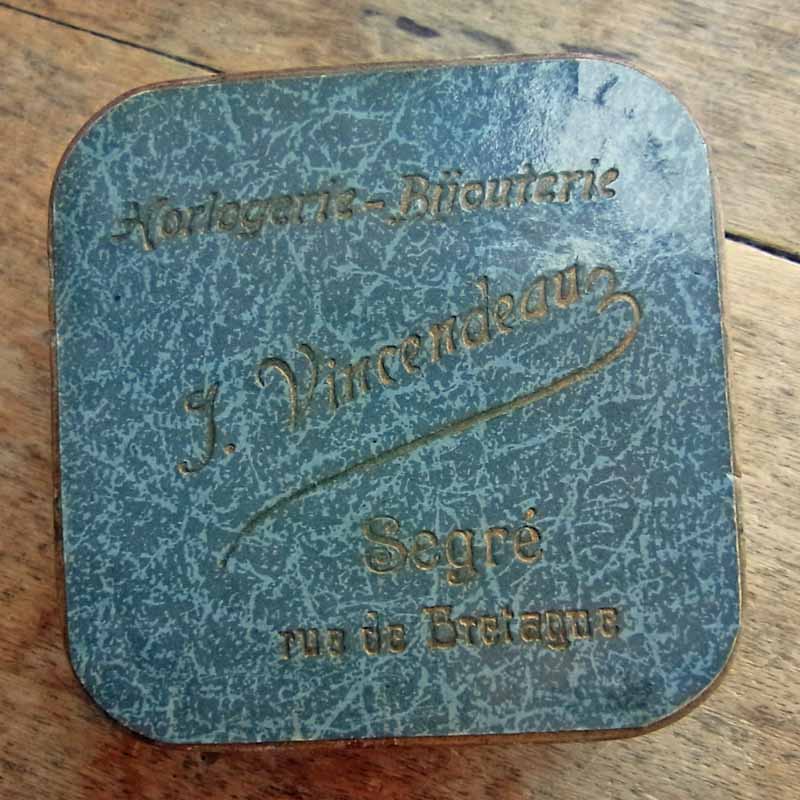 Horlogerie-Bijouterie
J. Vincendeau
Segré
rue de Bretagne